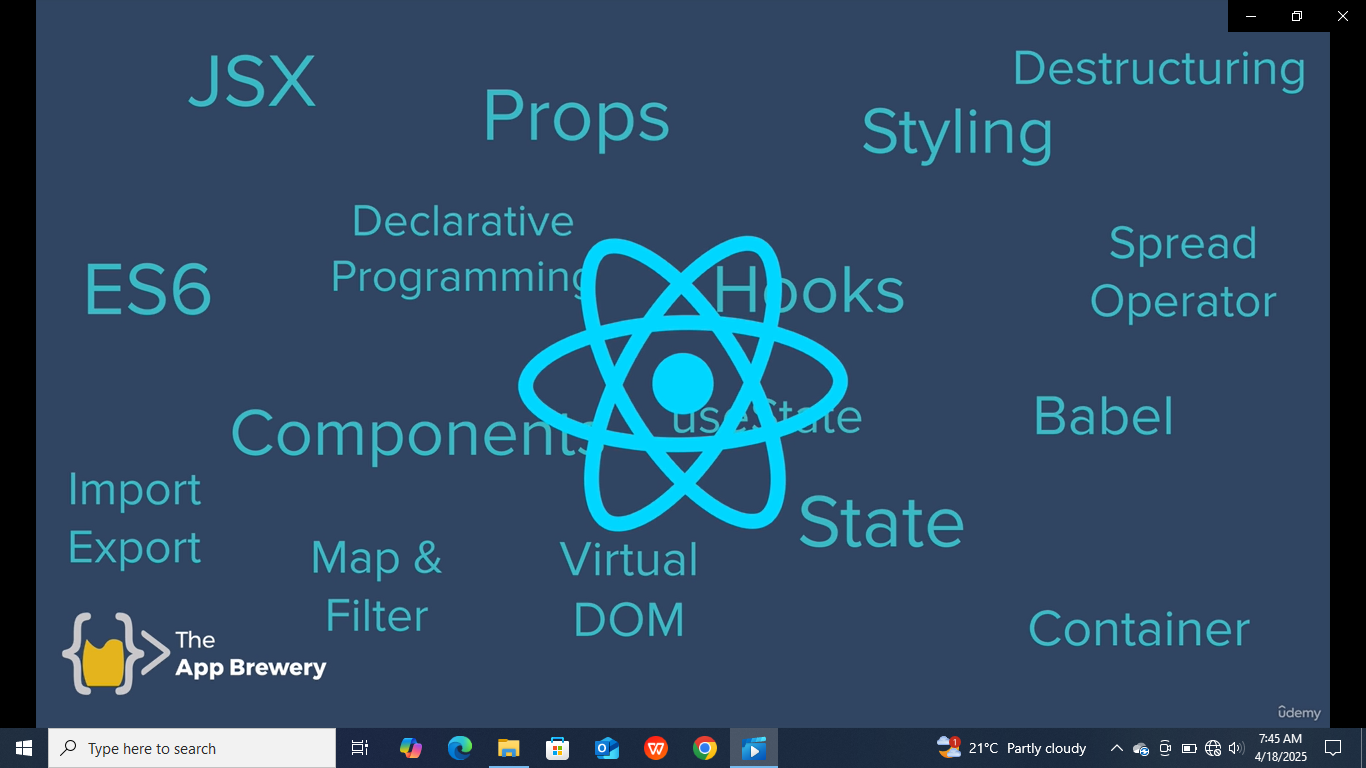 JSX
Props
Destructuring
Styling
Declarative
Programming
ES6
Hooks
Spread
Operator
Components
useState
Babel
Import
Export
State
Map &
Filter
Virtual
DOM
Container
The
App Brewery
ûdemy
Type here to search
1
21°C Partly cloudy
7:45 AM
4/18/2025